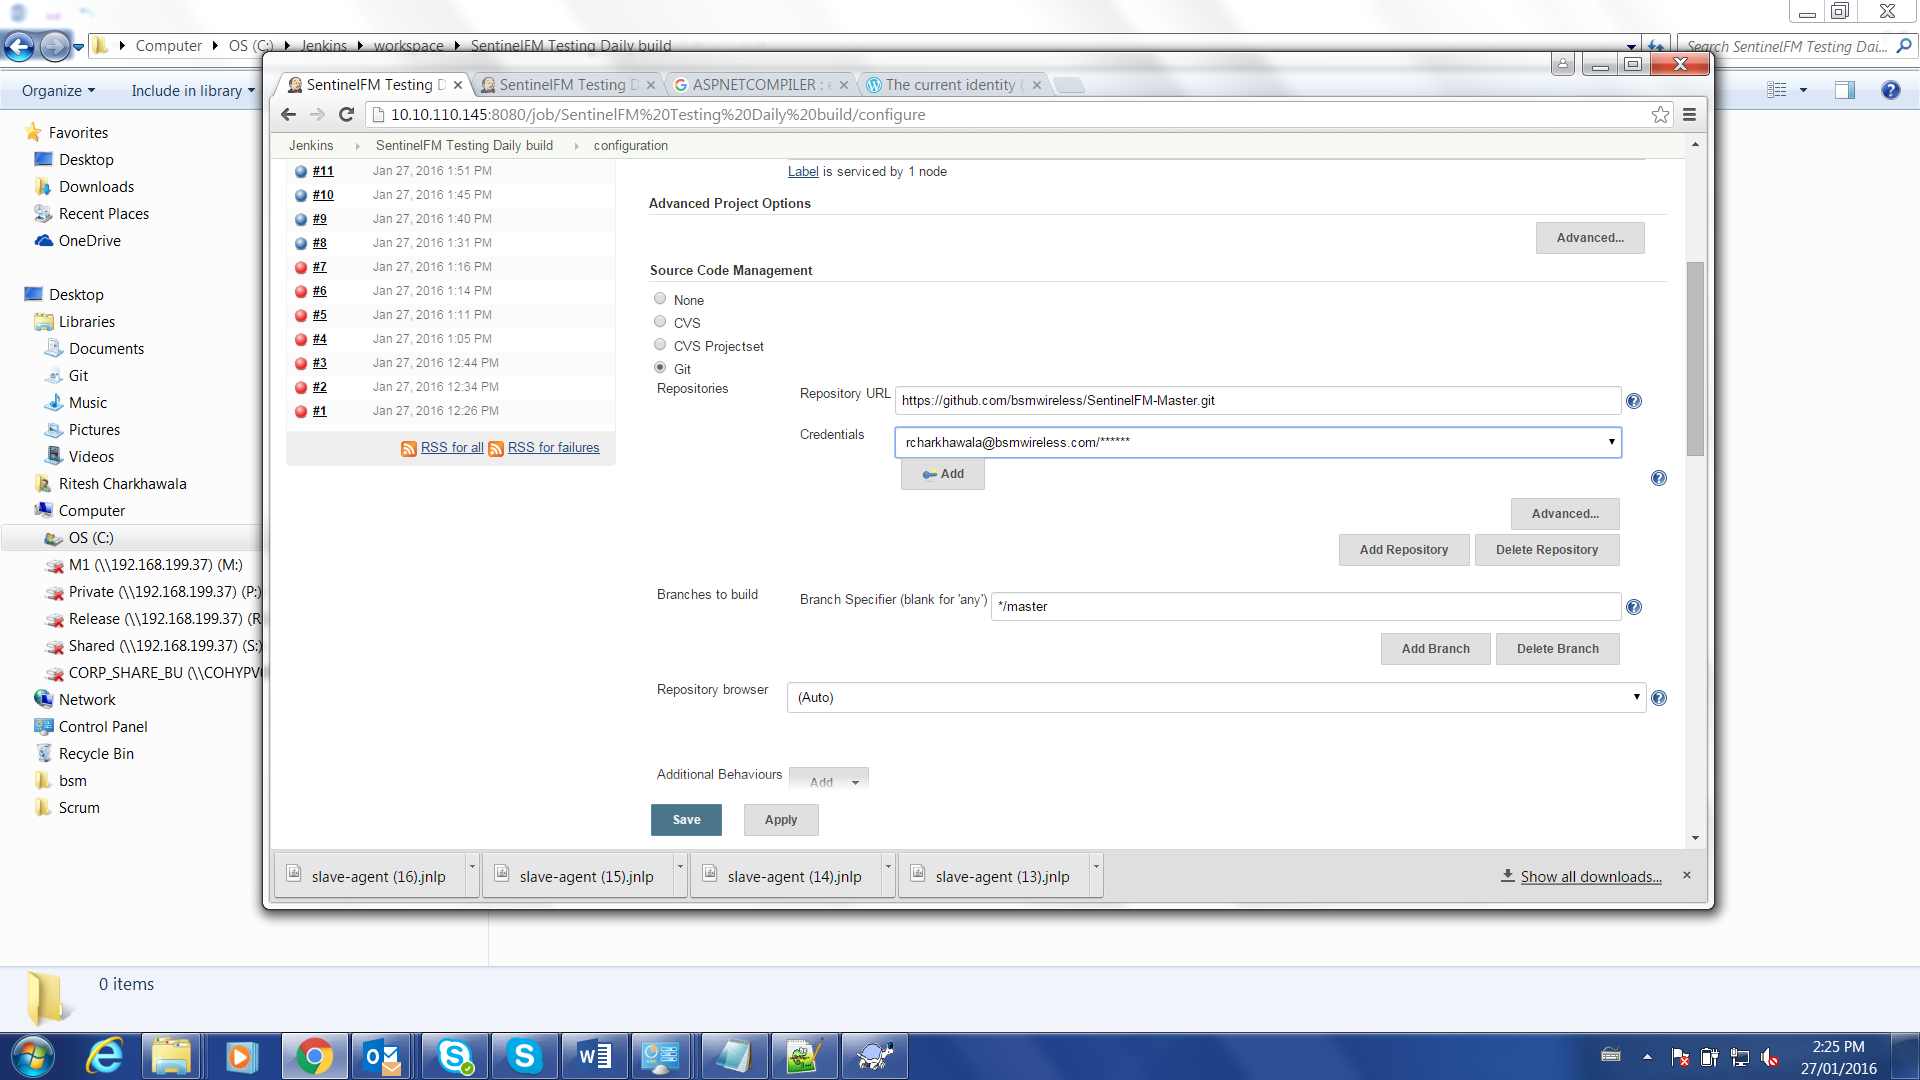 Computer
OS (C:)
Jenkins
workspace
SentinelFM Testing Daily build
Search SentinelFM Testing Dai...
Organize
Include in library
SentinelFM Testing D
SentinelFM Testing D
ASPNETCOMPILER : e
The current identity (
10.10.110.145:8080/job/SentinelFM%20Testing%20Daily%20build/configure
Jenkins
SentinelFM Testing Daily build
configuration
Favorites
Desktop
Downloads
Recent Places
OneDrive
Desktop
Libraries
Documents
Git
Music
Pictures
Videos
Ritesh Charkhawala
Computer
OS (C:)
M1 (\\192.168.199.37) (M:)
Private (\\192.168.199.37) (P:)
Release (\\192.168.199.37) (R
Shared (\\192.168.199.37) (S:)
CORP_SHARE_BU (\\COHYPV
Network
Control Panel
Recycle Bin
bsm
Scrum
#11 Jan 27, 2016 1:51 PM
#10 Jan 27, 2016 1:45 PM
#9 Jan 27, 2016 1:40 PM
#8 Jan 27, 2016 1:31 PM
#7 Jan 27, 2016 1:16 PM
#6 Jan 27, 2016 1:14 PM
#5 Jan 27, 2016 1:11 PM
#4 Jan 27, 2016 1:05 PM
#3 Jan 27, 2016 12:44 PM
#2 Jan 27, 2016 12:34 PM
#1 Jan 27, 2016 12:26 PM
RSS for all RSS for failures
Label is serviced by 1 node
Advanced Project Options
Advanced...
Source Code Management
None
CVS
CVS Projectset
Git
Repositories
Repository URL https://github.com/bsmwireless/SentinelFM-Master.git
Credentials rcharkhawala@bsmwireless.com/******
Add
Advanced...
Add Repository Delete Repository
Branches to build Branch Specifier (blank for 'any') */master
Add Branch Delete Branch
Repository browser (Auto)
Additional Behaviours Add
Save Apply
slave-agent (16).jnlp
slave-agent (15).jnlp
slave-agent (14).jnlp
slave-agent (13).jnlp
Show all downloads...
0 items
2:25 PM
27/01/2016